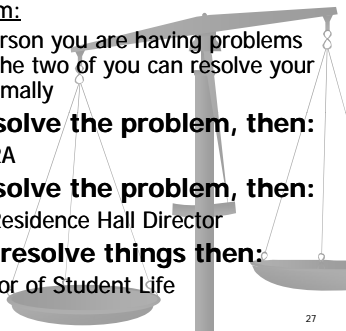 m:
rson you are having problems
he two of you can resolve your
mally
solve the problem, then:
RA
solve the problem, then:
Residence Hall Director
resolve things then:
or of Student Life
27